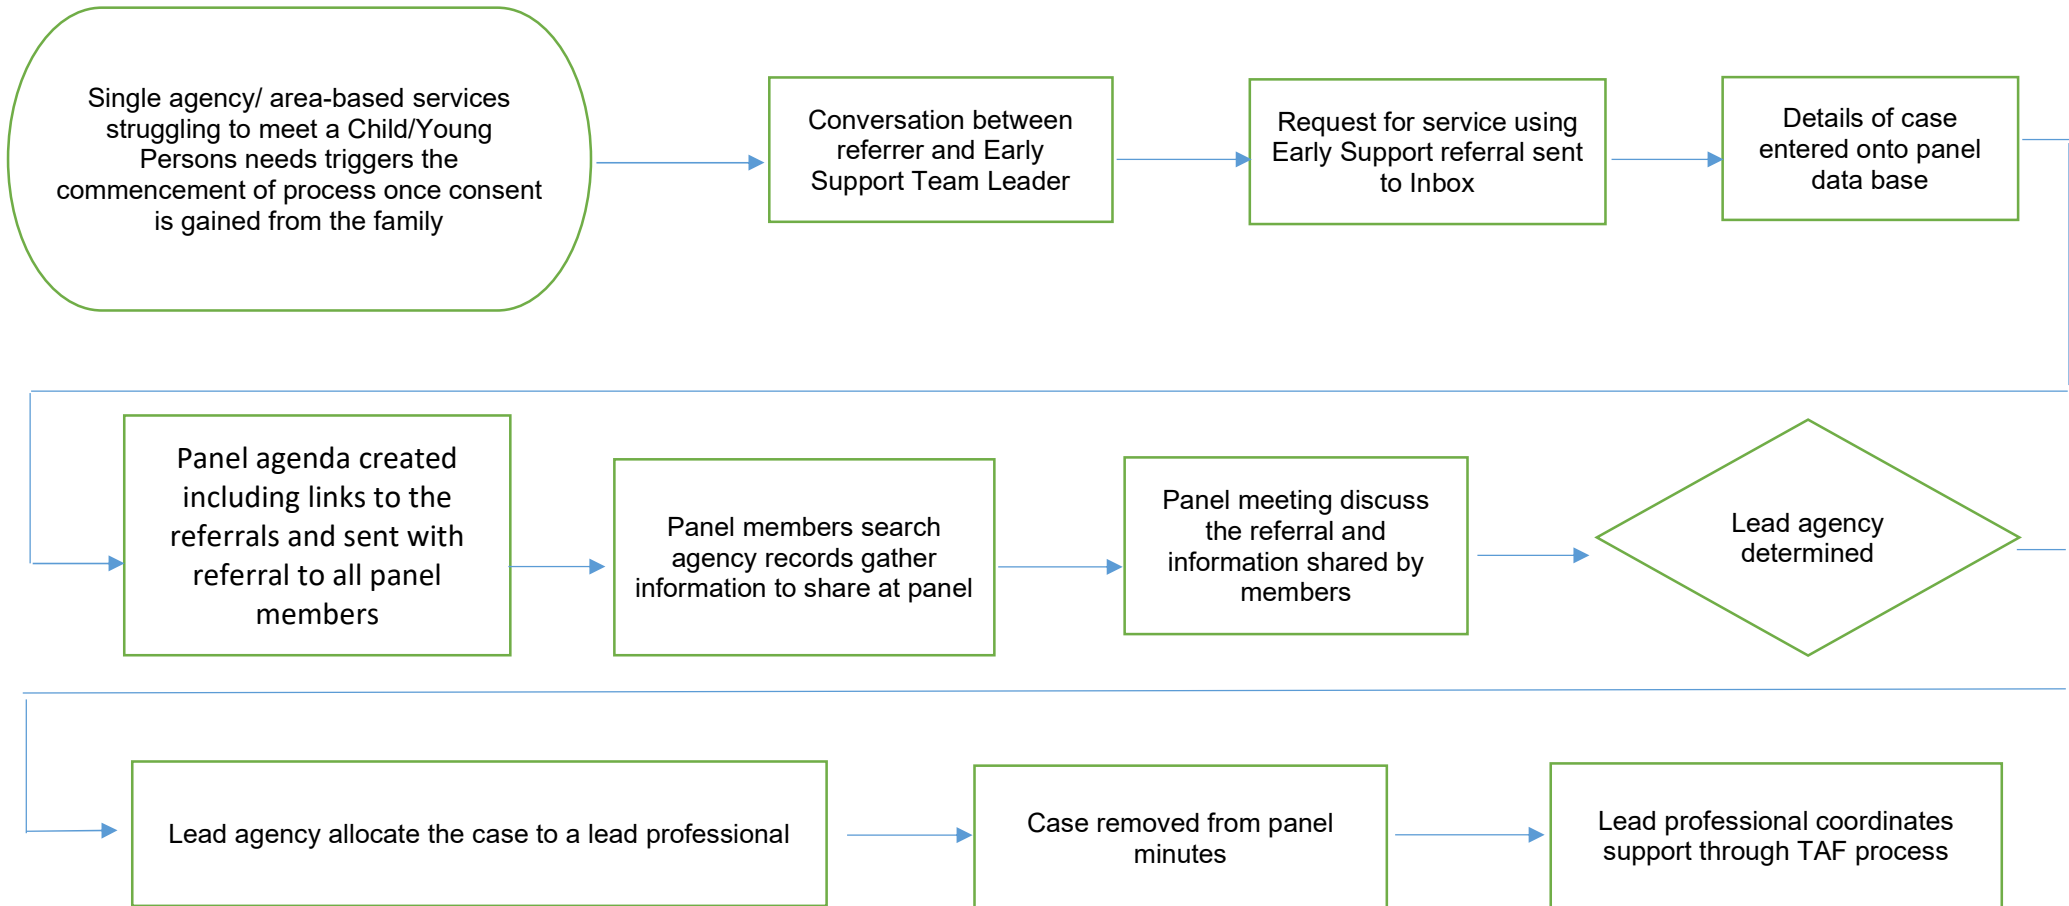 Single agency/ area-based services
struggling to meet a Child/Young
Persons needs triggers the
commencement of process once consent
is gained from the family
Conversation between
referrer and Early
Support Team Leader
Request for service using
Early Support referral sent
to Inbox
Details of case
entered onto panel
data base
Panel agenda created
including links to the
referrals and sent with
referral to all panel
members
Panel members search
agency records gather
information to share at panel
Panel meeting discuss
the referral and
information shared by
members
Lead agency
determined
Lead agency allocate the case to a lead professional
Case removed from panel
minutes
Lead professional coordinates
support through TAF process